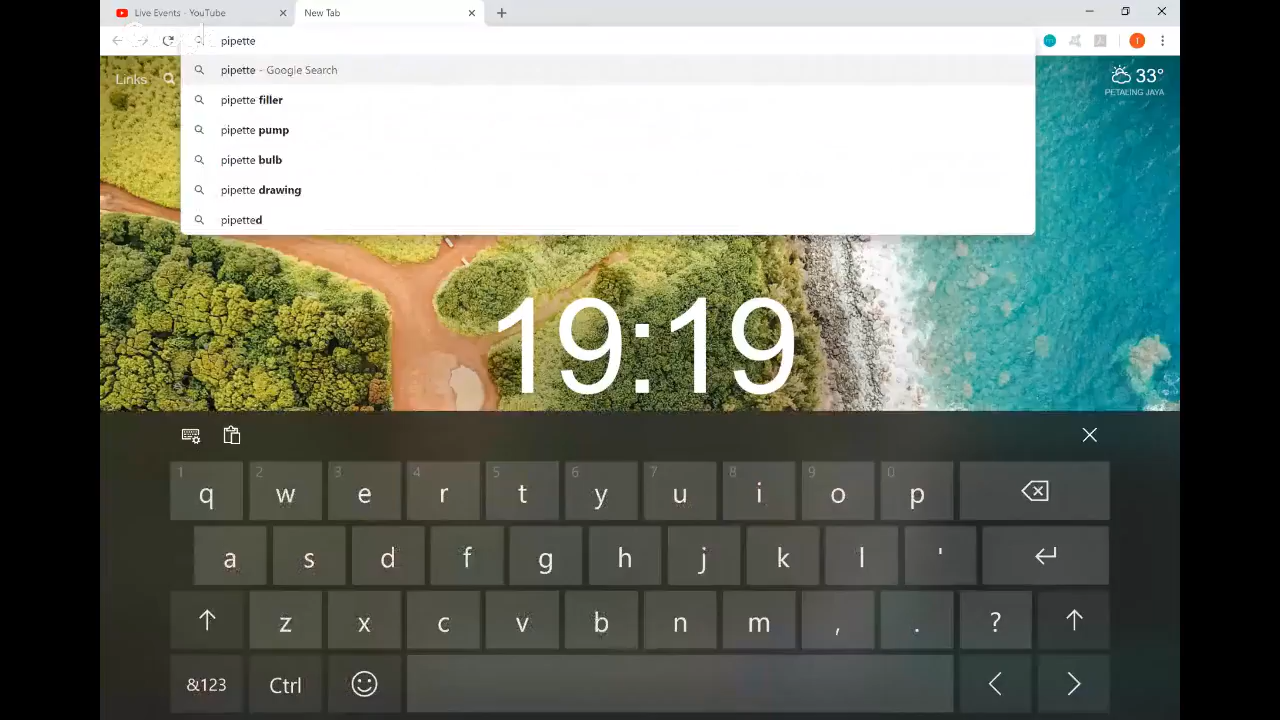 Live Events - YouTube
New Tab
pipette
Links
pipette - Google Search
33°
PETALING JAYA
pipette filler
pipette pump
pipette bulb
pipette drawing
pipetted
19:19
1 2 3 4 5 6 7 8 9 0
q w e r t y u i o p
a s d f g h j k l '
z x c v b n m , . ?
&123 Ctrl